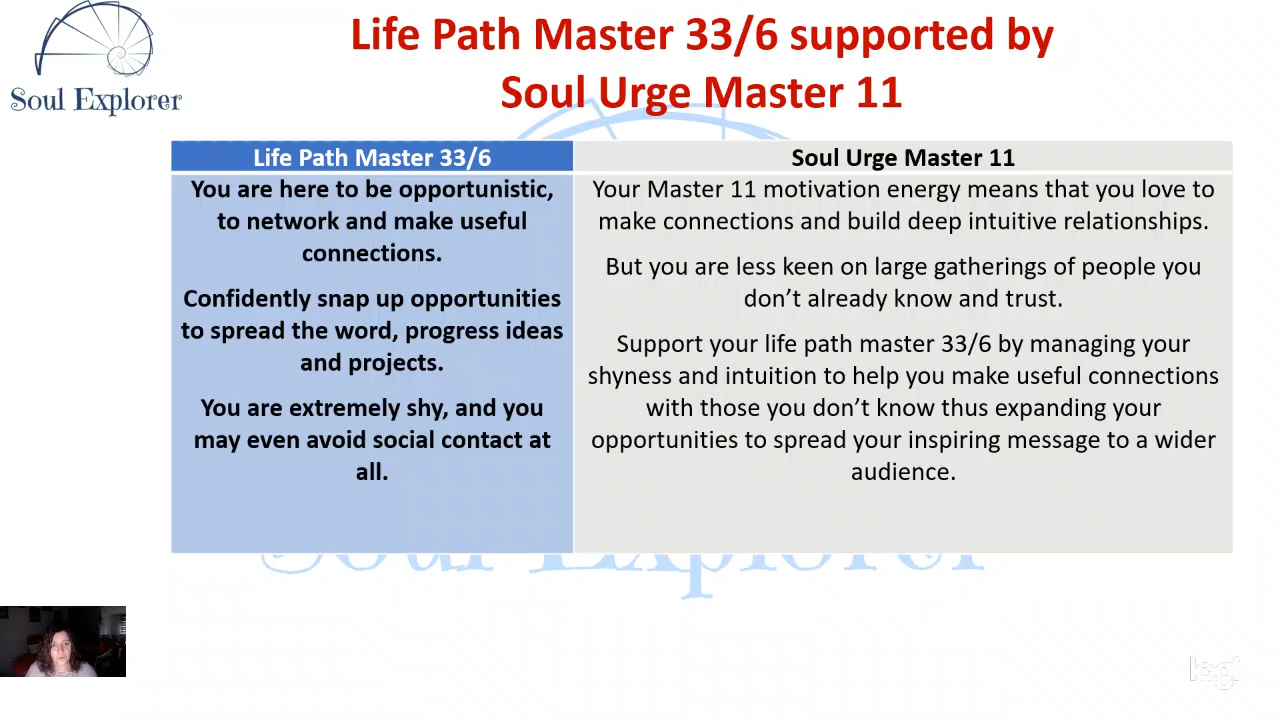 Soul Explorer
Life Path Master 33/6 supported by
Soul Urge Master 11
Life Path Master 33/6
You are here to be opportunistic,
to network and make useful
connections.
Confidently snap up opportunities
to spread the word, progress ideas
and projects.
You are extremely shy, and you
may even avoid social contact at
all.
Soul Urge Master 11
Your Master 11 motivation energy means that you love to
make connections and build deep intuitive relationships.
But you are less keen on large gatherings of people you
don’t already know and trust.
Support your life path master 33/6 by managing your
shyness and intuition to help you make useful connections
with those you don’t know thus expanding your
opportunities to spread your inspiring message to a wider
audience.
Soul Explorer